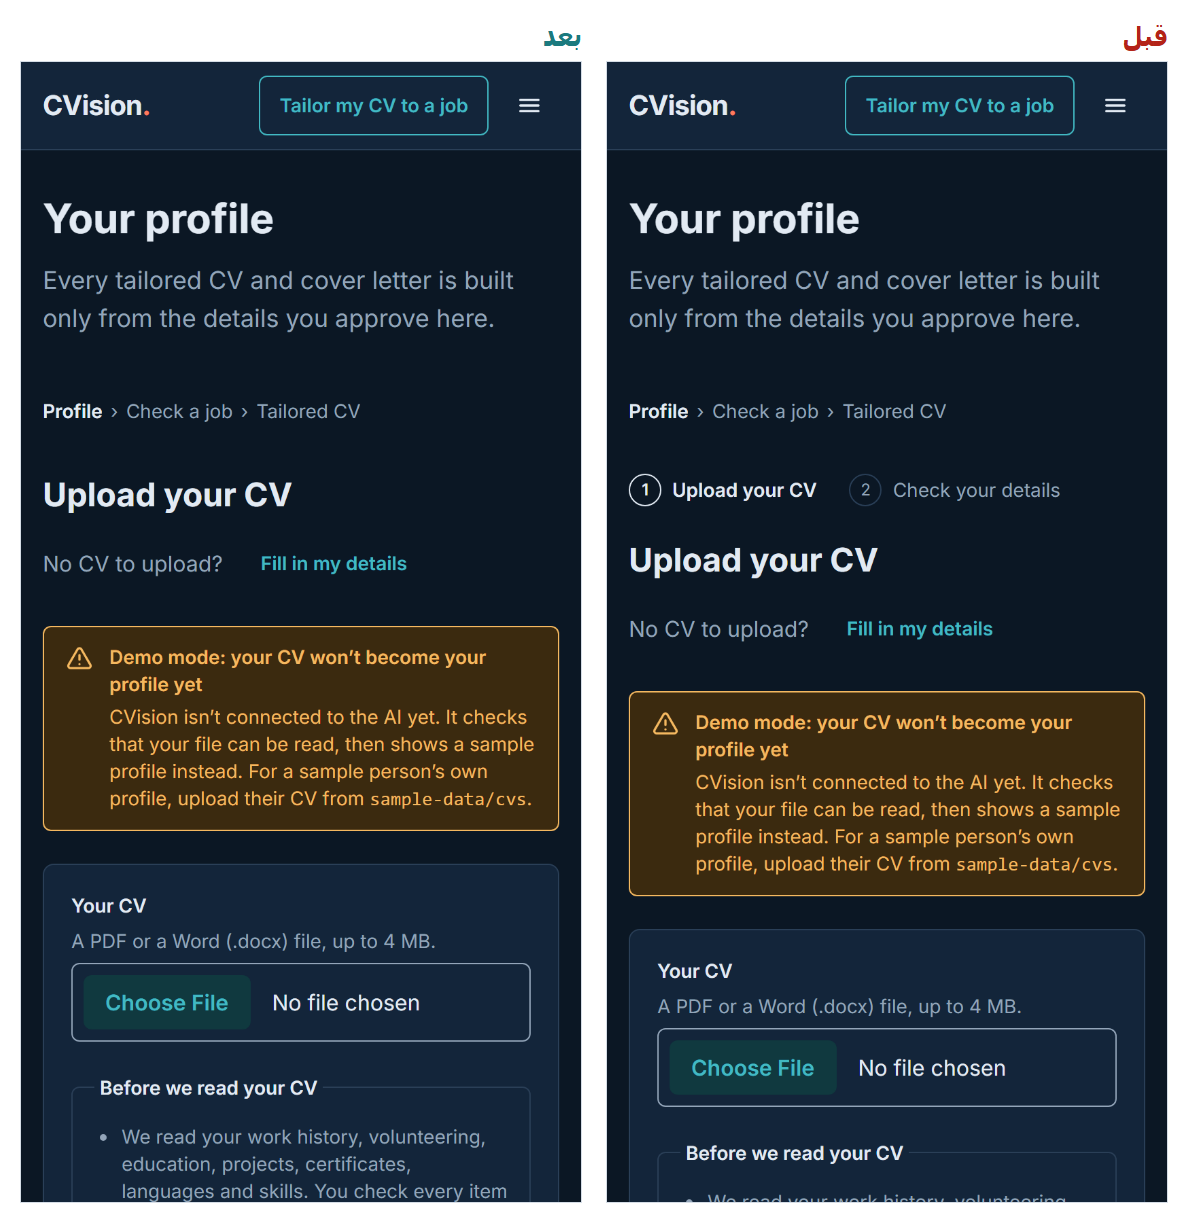 قبل
CVision.
Tailor my CV to a job
Your profile
Every tailored CV and cover letter is built
only from the details you approve here.
Profile › Check a job › Tailored CV
1 Upload your CV 2 Check your details
Upload your CV
No CV to upload? Fill in my details
Demo mode: your CV won’t become your
profile yet
CVision isn’t connected to the AI yet. It checks
that your file can be read, then shows a sample
profile instead. For a sample person’s own
profile, upload their CV from sample-data/cvs.
Your CV
A PDF or a Word (.docx) file, up to 4 MB.
Choose File No file chosen
Before we read your CV
We read your work history, volunteering,
بعد
CVision.
Tailor my CV to a job
Your profile
Every tailored CV and cover letter is built
only from the details you approve here.
Profile › Check a job › Tailored CV
Upload your CV
No CV to upload? Fill in my details
Demo mode: your CV won’t become your
profile yet
CVision isn’t connected to the AI yet. It checks
that your file can be read, then shows a sample
profile instead. For a sample person’s own
profile, upload their CV from sample-data/cvs.
Your CV
A PDF or a Word (.docx) file, up to 4 MB.
Choose File No file chosen
Before we read your CV
• We read your work history, volunteering,
education, projects, certificates,
languages and skills. You check every item